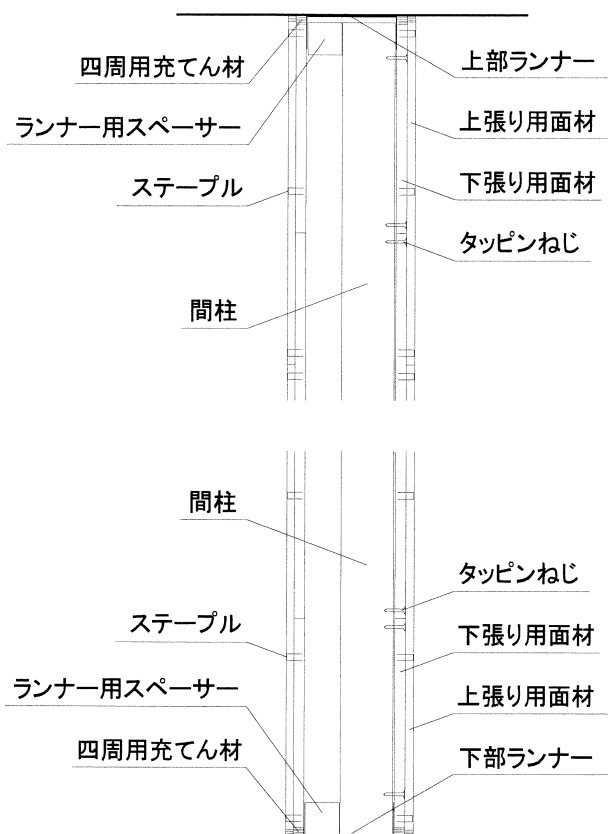 四周用充てん材
上部ランナー
ランナー用スペーサー
上張り用面材
ステープル
下張り用面材
タッピンねじ
間柱
間柱
タッピンねじ
ステープル
下張り用面材
ランナー用スペーサー
上張り用面材
四周用充てん材
下部ランナー